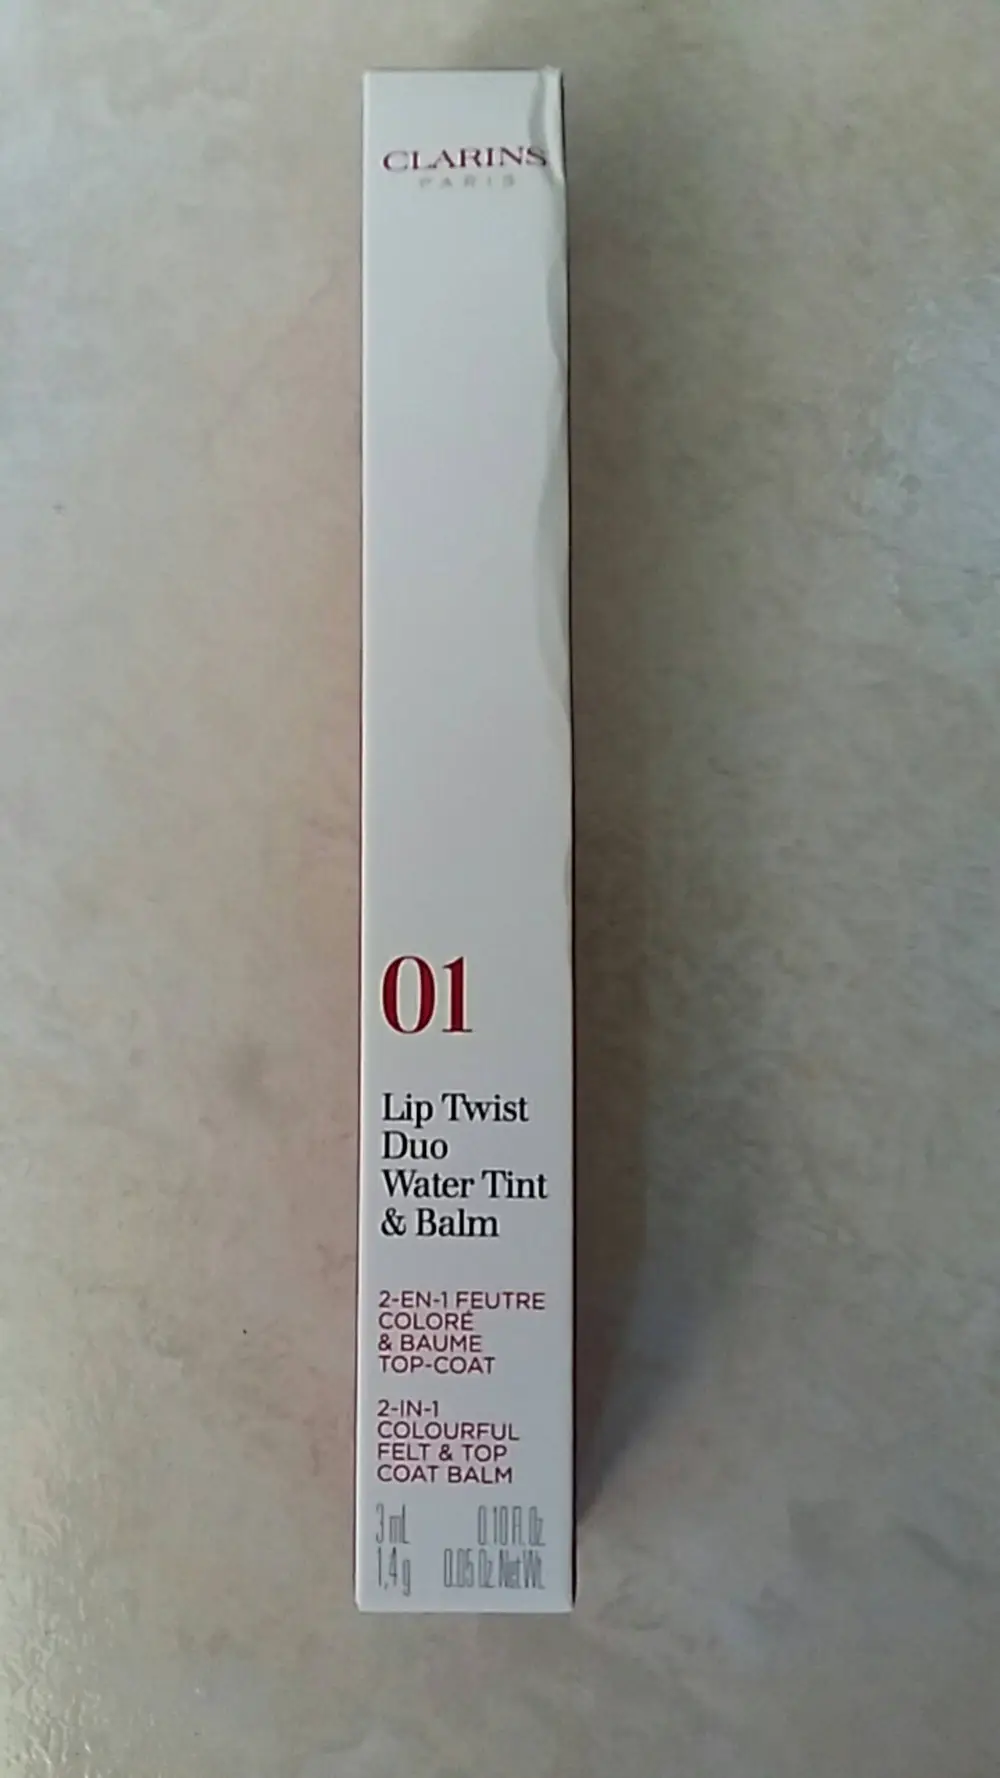 CLARINS
PARIS
01
Lip Twist
Duo
Water Tint
& Balm
2-EN-1 FEUTRE
COLORÉ
& BAUME
TOP-COAT
2-IN-1
COLOURFUL
FELT & TOP
COAT BALM
3 mL 0.10 Fl. Oz.
1,4 g 0.05 Oz. Net Wt.